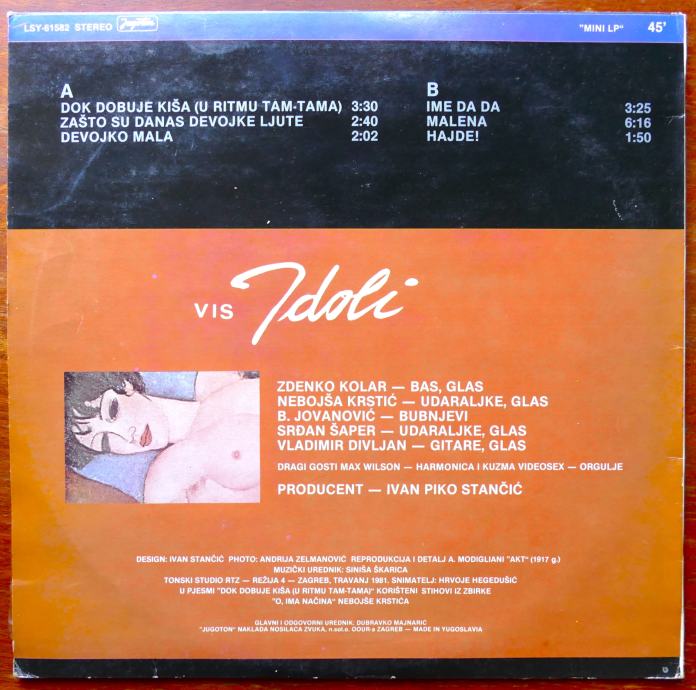 LSY-61582 STEREO Jugoton "MINI LP" 45'
A
DOK DOBUJE KIŠA (U RITMU TAM-TAMA) 3:30
ZAŠTO SU DANAS DEVOJKE LJUTE 2:40
DEVOJKO MALA 2:02
B
IME DA DA 3:25
MALENA 6:16
HAJDE! 1:50
VIS Idoli
ZDENKO KOLAR — BAS, GLAS
NEBOJŠA KRSTIĆ — UDARALJKE, GLAS
B. JOVANOVIĆ — BUBNJEVI
SRĐAN ŠAPER — UDARALJKE, GLAS
VLADIMIR DIVLJAN — GITARE, GLAS
DRAGI GOSTI MAX WILSON — HARMONICA I KUZMA VIDEOSEX — ORGULJE
PRODUCENT — IVAN PIKO STANČIĆ
DESIGN: IVAN STANČIĆ PHOTO: ANDRIJA ZELMANOVIĆ REPRODUKCIJA I DETALJ A. MODIGLIANI "AKT" (1917 g.)
MUZIČKI UREDNIK: SINIŠA ŠKARICA
TONSKI STUDIO RTZ — REŽIJA 4 — ZAGREB, TRAVANJ 1981. SNIMATELJ: HRVOJE HEGEDUŠIĆ
U PJESMI "DOK DOBUJE KIŠA (U RITMU TAM-TAMA)" KORIŠTENI STIHOVI IZ ZBIRKE
"O, IMA NAČINA" NEBOJŠE KRSTIĆA
GLAVNI I ODGOVORNI UREDNIK: DUBRAVKO MAJNARIĆ
"JUGOTON" NAKLADA NOSILACA ZVUKA, n.sol.o. OOUR-a ZAGREB — MADE IN YUGOSLAVIA